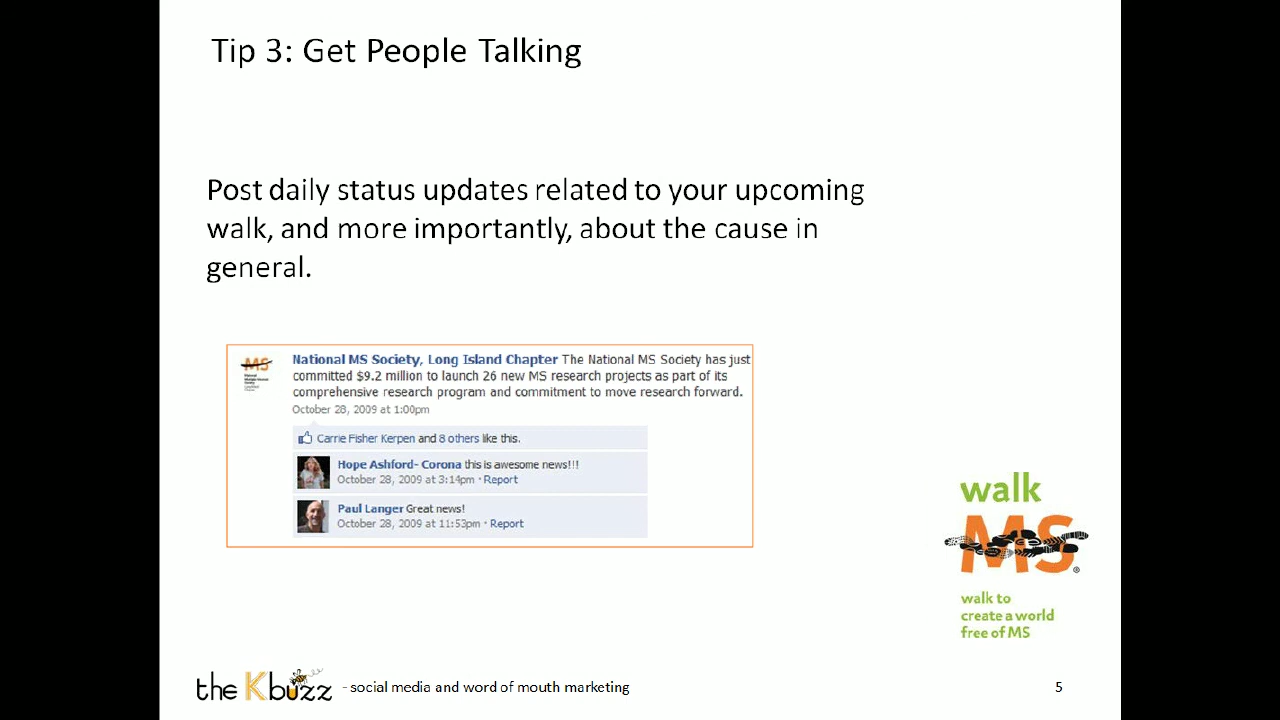 Tip 3: Get People Talking
Post daily status updates related to your upcoming
walk, and more importantly, about the cause in
general.
MS
National MS Society, Long Island Chapter The National MS Society has just
committed $9.2 million to launch 26 new MS research projects as part of its
comprehensive research program and commitment to move research forward.
October 28, 2009 at 1:00pm
Carrie Fisher Kerpen and 8 others like this.
Hope Ashford- Corona this is awesome news!!!
October 28, 2009 at 3:14pm · Report
Paul Langer Great news!
October 28, 2009 at 11:53pm · Report
walk
MS®
walk to
create a world
free of MS
the Kbuzz - social media and word of mouth marketing
5